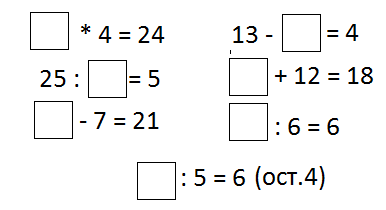 □ * 4 = 24
13 - □ = 4
25 : □ = 5
□ + 12 = 18
□ - 7 = 21
□ : 6 = 6
□ : 5 = 6 (ост.4)